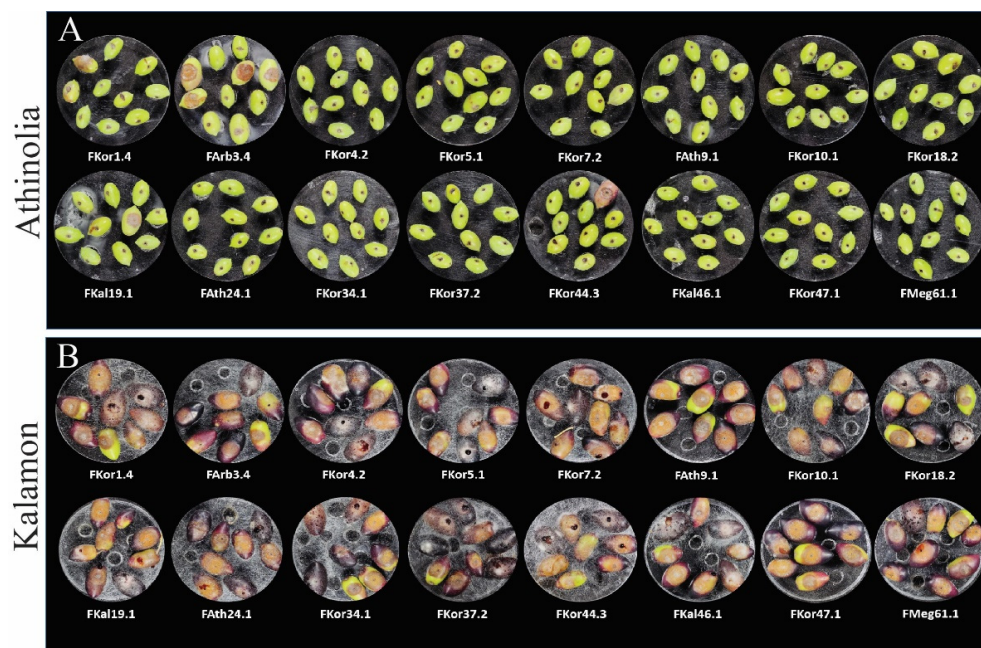 A
Athinolia
FKor1.4 FArb3.4 FKor4.2 FKor5.1 FKor7.2 FAth9.1 FKor10.1 FKor18.2
FKal19.1 FAth24.1 FKor34.1 FKor37.2 FKor44.3 FKal46.1 FKor47.1 FMeg61.1
B
Kalamon
FKor1.4 FArb3.4 FKor4.2 FKor5.1 FKor7.2 FAth9.1 FKor10.1 FKor18.2
FKal19.1 FAth24.1 FKor34.1 FKor37.2 FKor44.3 FKal46.1 FKor47.1 FMeg61.1